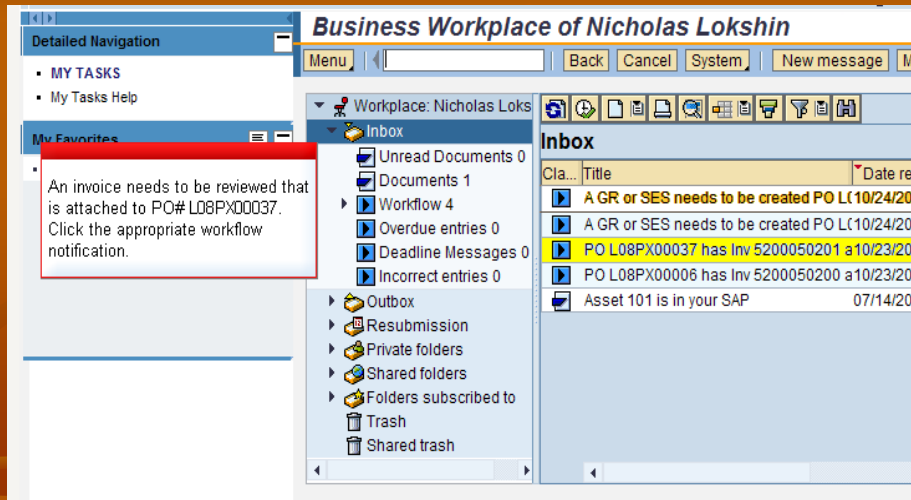 Business Workplace of Nicholas Lokshin
Detailed Navigation
MY TASKS
My Tasks Help
My Favorites
An invoice needs to be reviewed that
is attached to PO# L08PX00037.
Click the appropriate workflow
notification.
Menu
Back Cancel System New message
Workplace: Nicholas Loks
Inbox
Unread Documents 0
Documents 1
Workflow 4
Overdue entries 0
Deadline Messages 0
Incorrect entries 0
Outbox
Resubmission
Private folders
Shared folders
Folders subscribed to
Trash
Shared trash
Inbox
Cla... Title Date re
A GR or SES needs to be created PO L( 10/24/20
A GR or SES needs to be created PO L( 10/24/20
PO L08PX00037 has Inv 5200050201 a 10/23/20
PO L08PX00006 has Inv 5200050200 a 10/23/20
Asset 101 is in your SAP 07/14/20